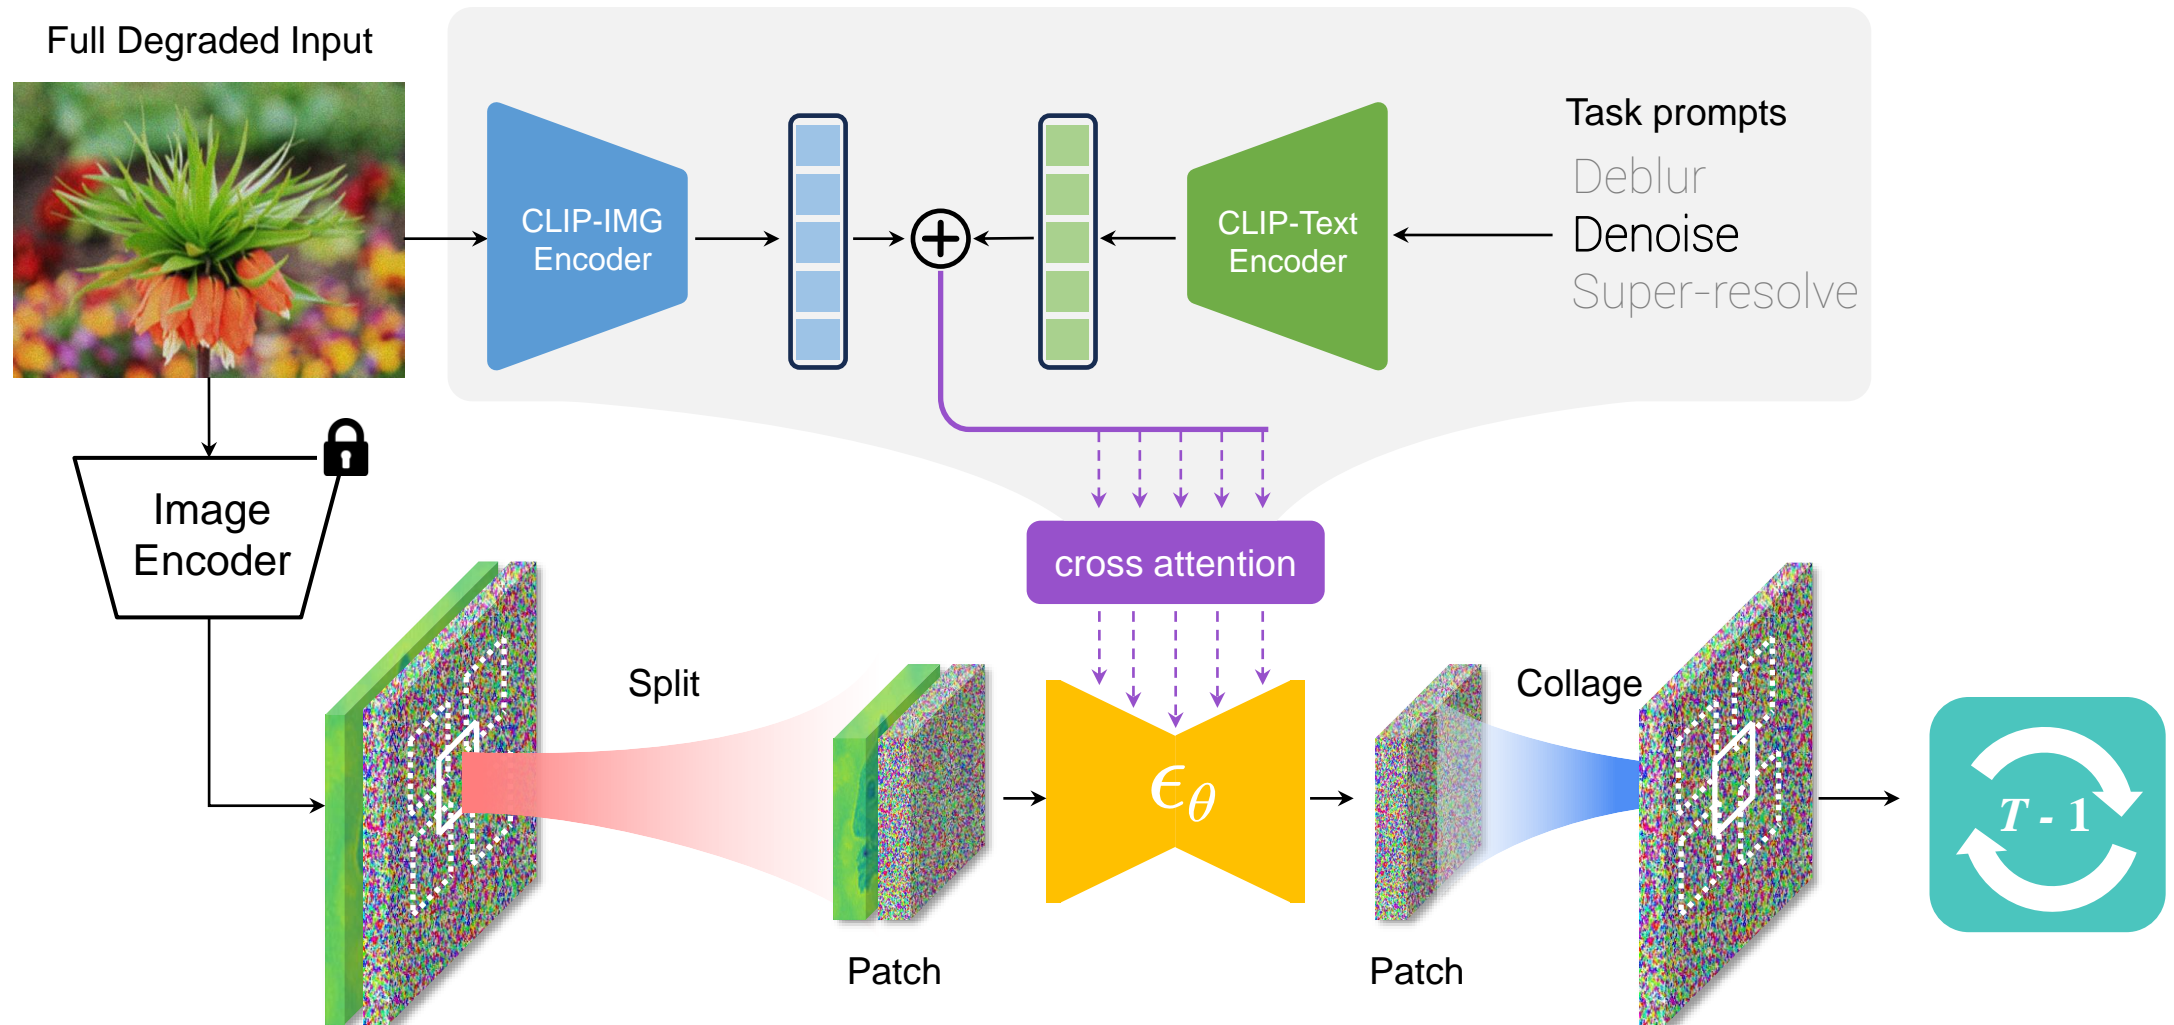 Full Degraded Input
CLIP-IMG
Encoder
CLIP-Text
Encoder
Task prompts
Deblur
Denoise
Super-resolve
Image
Encoder
cross attention
Split
Collage
ϵθ
T - 1
Patch
Patch